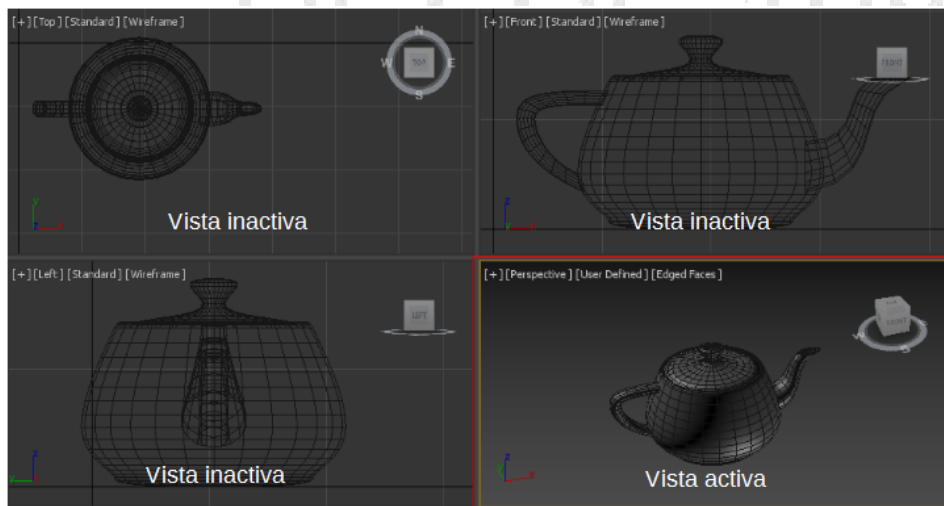 [+][Top][Standard][Wireframe]
N
W
TOP
E
S
y
z
x
Vista inactiva
[+][Front][Standard][Wireframe]
FRONT
z
y
x
Vista inactiva
[+][Left][Standard][Wireframe]
LEFT
z
y
Vista inactiva
[+][Perspective][User Defined][Edged Faces]
FRONT
W
S
z
x
Vista activa